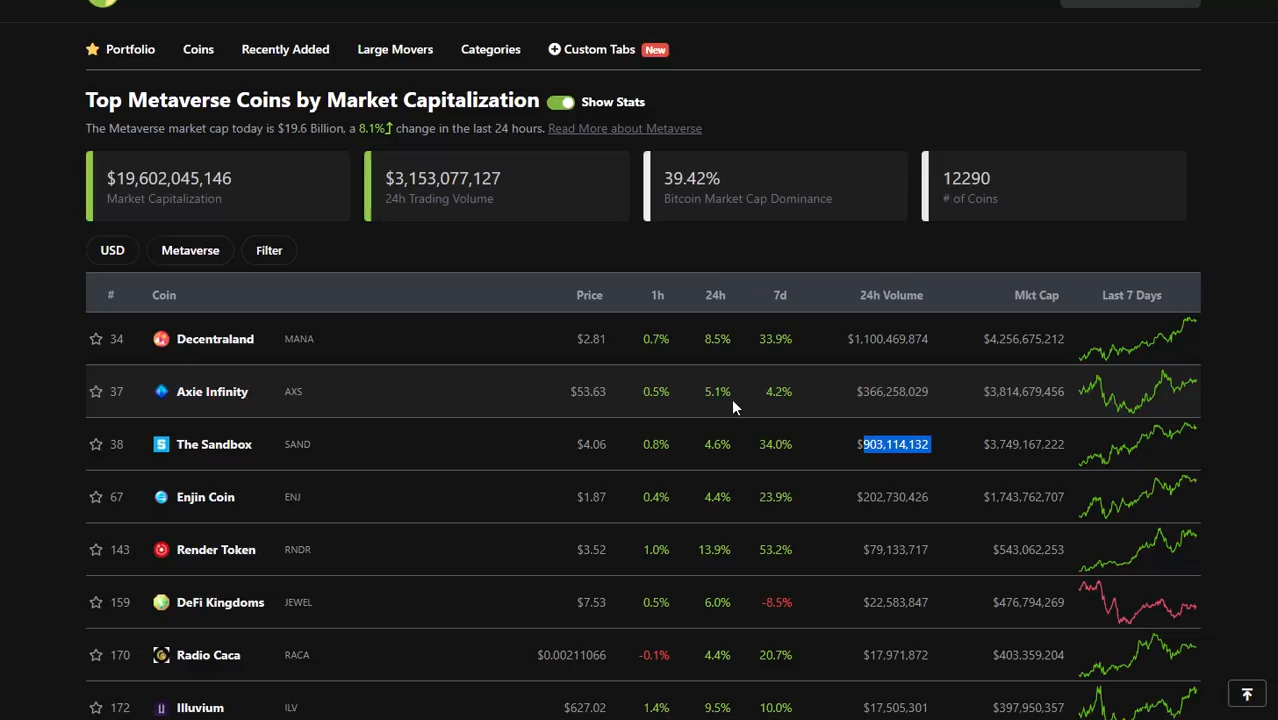 Portfolio Coins Recently Added Large Movers Categories Custom Tabs New
Top Metaverse Coins by Market Capitalization Show Stats
The Metaverse market cap today is $19.6 Billion, a 8.1% change in the last 24 hours. Read More about Metaverse
$19,602,045,146 $3,153,077,127 39.42% 12290
Market Capitalization 24h Trading Volume Bitcoin Market Cap Dominance # of Coins
USD Metaverse Filter
# Coin Price 1h 24h 7d 24h Volume Mkt Cap Last 7 Days
34 Decentraland MANA $2.81 0.7% 8.5% 33.9% $1,100,469,874 $4,256,675,212
37 Axie Infinity AXS $53.63 0.5% 5.1% 4.2% $366,258,029 $3,814,679,456
38 The Sandbox SAND $4.06 0.8% 4.6% 34.0% $903,114,132 $3,749,167,222
67 Enjin Coin ENJ $1.87 0.4% 4.4% 23.9% $202,730,426 $1,743,762,707
143 Render Token RNDR $3.52 1.0% 13.9% 53.2% $79,133,717 $543,062,253
159 DeFi Kingdoms JEWEL $7.53 0.5% 6.0% -8.5% $22,583,847 $476,794,269
170 Radio Caca RACA $0.00211066 -0.1% 4.4% 20.7% $17,971,872 $403,359,204
172 Illuvium ILV $627.02 1.4% 9.5% 10.0% $17,505,301 $397,950,357